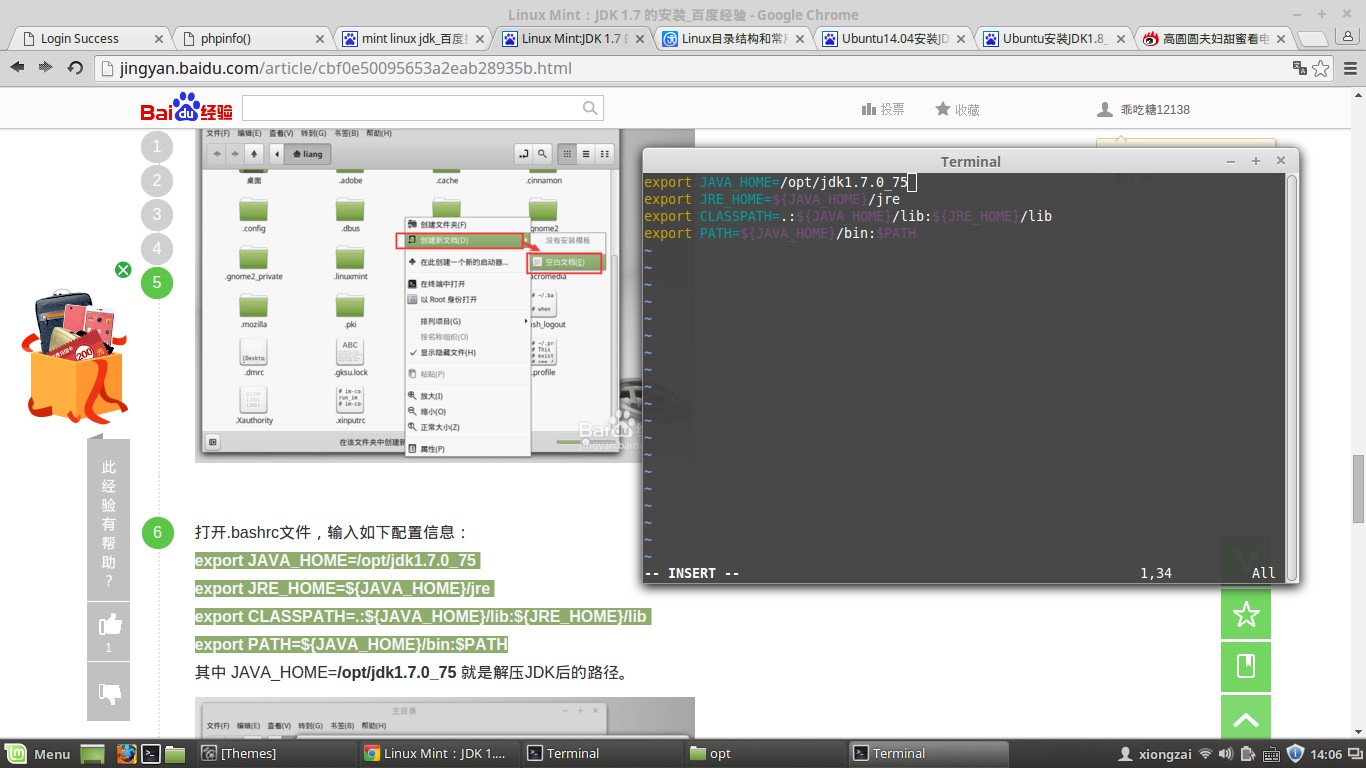 Linux Mint：JDK 1.7 的安装_百度经验 - Google Chrome
Login Success
phpinfo()
mint linux jdk_百度
Linux Mint:JDK 1.7 的
Linux目录结构和常
Ubuntu14.04安装JD
Ubuntu安装JDK1.8_
高圆圆夫妇甜蜜看电
jingyan.baidu.com/article/cbf0e50095653a2eab28935b.html
Bai du 经验
投票
收藏
乖吃糖12138
1
2
3
4
5
文件(F) 编辑(E) 查看(V) 转到(G) 书签(B) 帮助(H)
liang
桌面
.adobe
.cache
.cinnamon
.config
.dbus
gnome2
.gnome2_private
.linuxmint
acromedia
.mozilla
.pki
sh_logout
.dmrc
.gksu.lock
.profile
.Xauthority
.xinputrc
创建文件夹(F)
创建新文档(D)
没有安装模板
空白文档(E)
在此创建一个新的启动器...
在终端中打开
以 Root 身份打开
排列项目(G)
按名称组织(O)
显示隐藏文件(H)
粘贴(P)
放大(I)
缩小(O)
正常大小(Z)
属性(P)
在该文件夹中创建新
Terminal
export JAVA_HOME=/opt/jdk1.7.0_75
export JRE_HOME=${JAVA_HOME}/jre
export CLASSPATH=.:${JAVA_HOME}/lib:${JRE_HOME}/lib
export PATH=${JAVA_HOME}/bin:$PATH
-- INSERT --
1,34
All
200
此经验有帮助？
1
6
打开.bashrc文件，输入如下配置信息：
export JAVA_HOME=/opt/jdk1.7.0_75
export JRE_HOME=${JAVA_HOME}/jre
export CLASSPATH=.:${JAVA_HOME}/lib:${JRE_HOME}/lib
export PATH=${JAVA_HOME}/bin:$PATH
其中 JAVA_HOME=/opt/jdk1.7.0_75 就是解压JDK后的路径。
主目录
文件(F) 编辑(E) 查看(V) 转到(G) 书签(B) 帮助(H)
Menu
[Themes]
Linux Mint：JDK 1....
Terminal
opt
Terminal
xiongzai
14:06